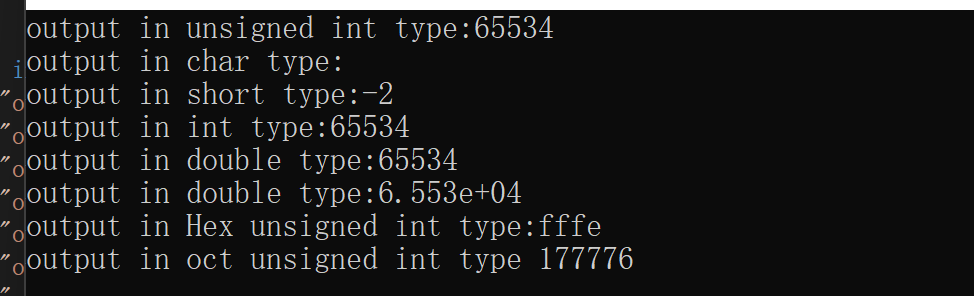 output in unsigned int type:65534
output in char type:
output in short type:-2
output in int type:65534
output in double type:65534
output in double type:6.553e+04
output in Hex unsigned int type:fffe
output in oct unsigned int type 177776